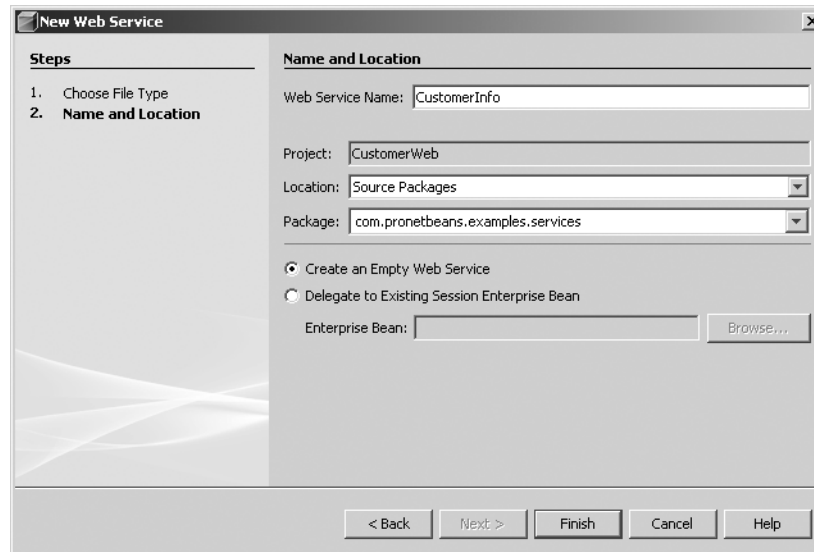 New Web Service
Steps
1. Choose File Type
2. Name and Location
Name and Location
Web Service Name: CustomerInfo
Project: CustomerWeb
Location: Source Packages
Package: com.pronetbeans.examples.services
Create an Empty Web Service
Delegate to Existing Session Enterprise Bean
Enterprise Bean: Browse...
< Back Next > Finish Cancel Help